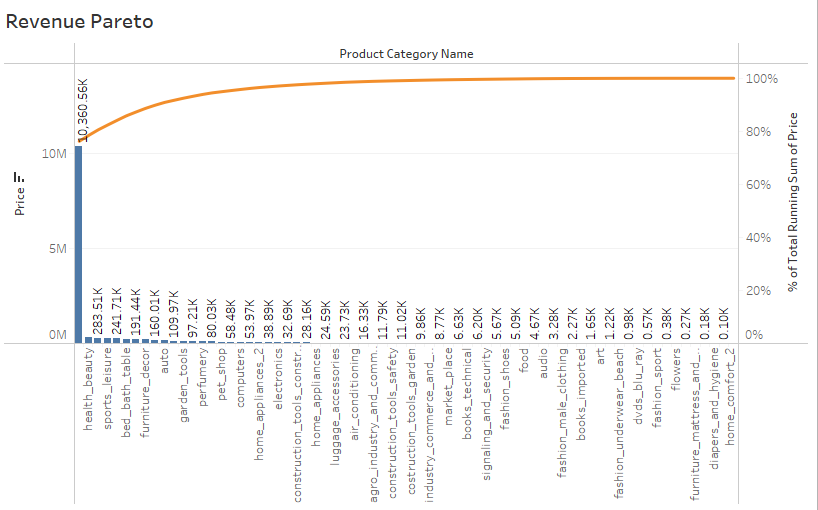 Revenue Pareto
Product Category Name
10,360.56K
283.51K
241.71K
191.44K
160.01K
109.97K
97.21K
80.03K
58.48K
53.97K
38.89K
32.69K
28.16K
24.59K
23.73K
16.33K
11.79K
11.02K
9.86K
8.77K
6.63K
6.20K
5.67K
5.09K
4.67K
3.28K
2.27K
1.65K
1.22K
0.98K
0.57K
0.38K
0.27K
0.18K
0.10K
Price
10M
5M
0M
100%
80%
60%
40%
20%
0%
% of Total Running Sum of Price
health_beauty
sports_leisure
bed_bath_table
furniture_decor
auto
garden_tools
perfumery
pet_shop
computers
home_appliances_2
electronics
construction_tools_constr..
home_appliances
luggage_accessories
air_conditioning
agro_industry_and_comm..
construction_tools_safety
costruction_tools_garden
industry_commerce_and_..
market_place
books_technical
signaling_and_security
fashion_shoes
food
audio
fashion_male_clothing
books_imported
art
fashion_underwear_beach
dvds_blu_ray
fashion_sport
flowers
furniture_mattress_and_..
diapers_and_hygiene
home_comfort_2